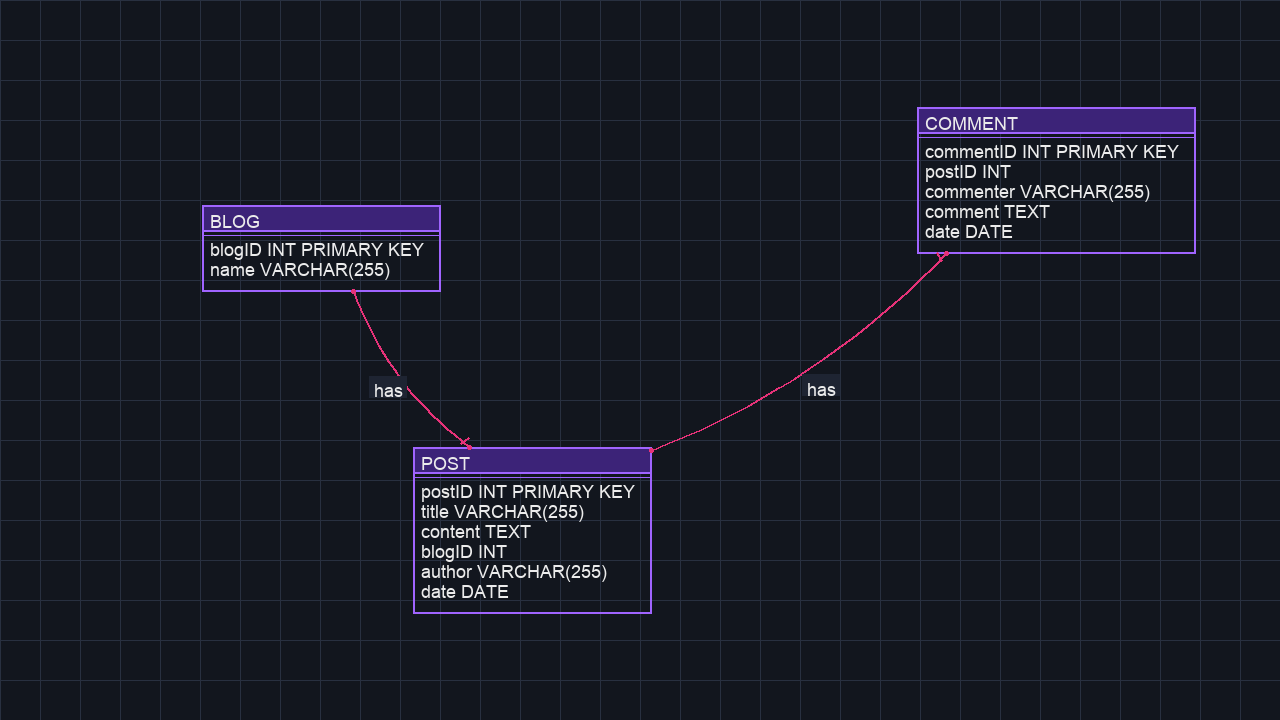 BLOG
blogID INT PRIMARY KEY
name VARCHAR(255)
COMMENT
commentID INT PRIMARY KEY
postID INT
commenter VARCHAR(255)
comment TEXT
date DATE
has
has
POST
postID INT PRIMARY KEY
title VARCHAR(255)
content TEXT
blogID INT
author VARCHAR(255)
date DATE